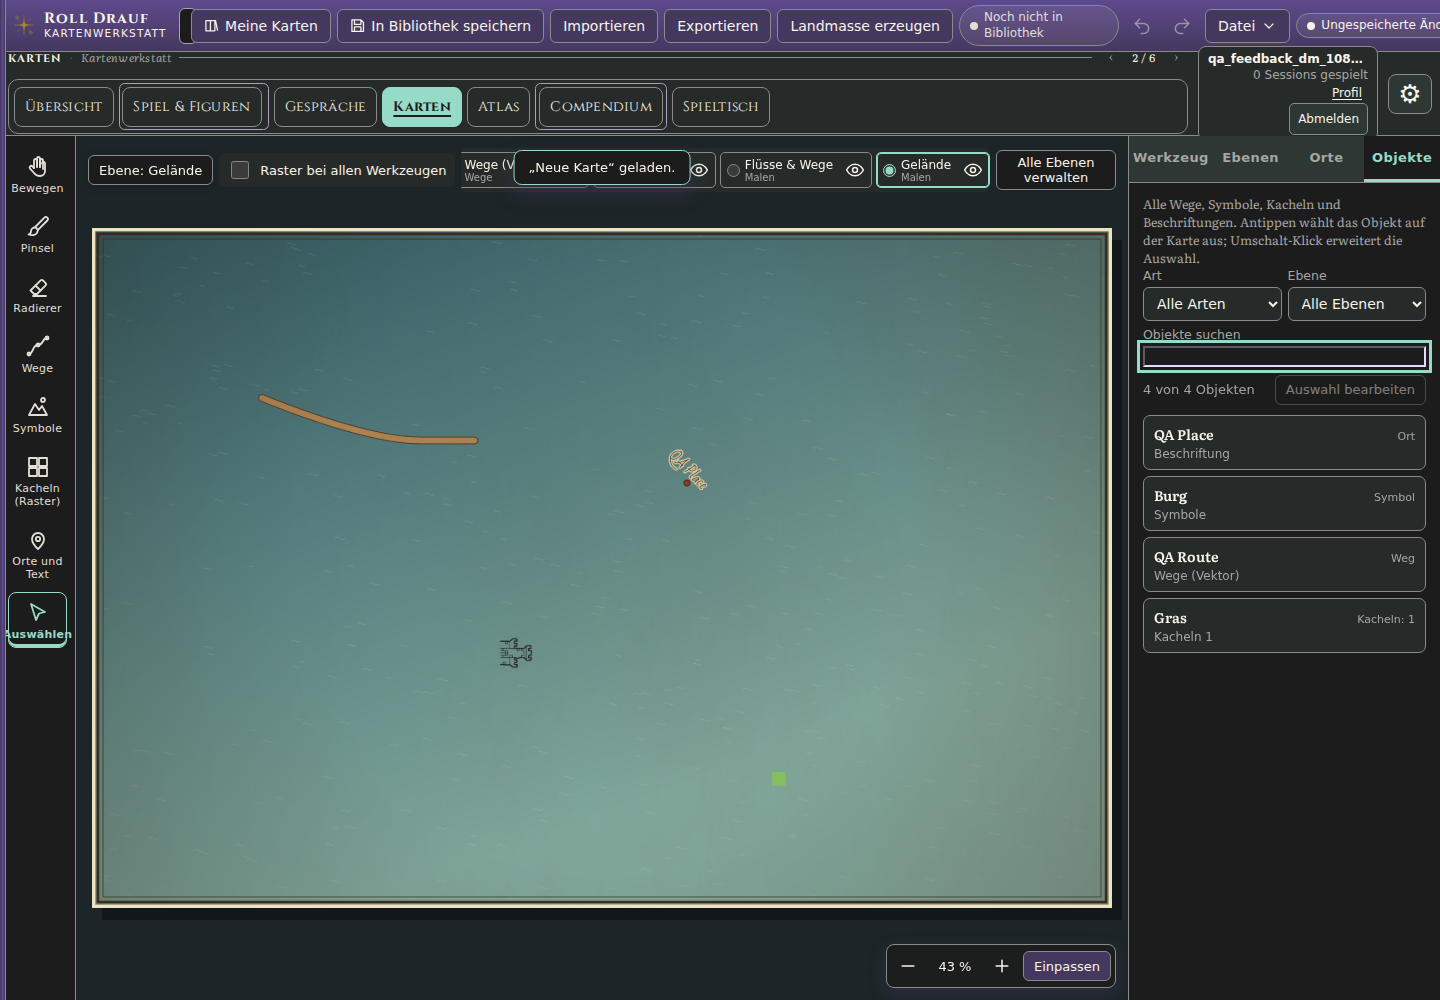 ROLL DRAUF
KARTENWERKSTATT
Meine Karten
In Bibliothek speichern
Importieren
Exportieren
Landmasse erzeugen
Noch nicht in
Bibliothek
Datei
Ungespeicherte Änd
KARTEN · Kartenwerkstatt
‹ 2 / 6 ›
qa_feedback_dm_108…
0 Sessions gespielt
Profil
Abmelden
ÜBERSICHT
SPIEL & FIGUREN
GESPRÄCHE
KARTEN
ATLAS
COMPENDIUM
SPIELTISCH
Bewegen
Pinsel
Radierer
Wege
Symbole
Kacheln
(Raster)
Orte und
Text
Auswählen
Ebene: Gelände
Raster bei allen Werkzeugen
Wege (V
Wege
„Neue Karte“ geladen.
Flüsse & Wege
Malen
Gelände
Malen
Alle Ebenen
verwalten
QA Place
43 %
Einpassen
Werkzeug
Ebenen
Orte
Objekte
Alle Wege, Symbole, Kacheln und
Beschriftungen. Antippen wählt das Objekt auf
der Karte aus; Umschalt-Klick erweitert die
Auswahl.
Art
Ebene
Alle Arten
Alle Ebenen
Objekte suchen
4 von 4 Objekten
Auswahl bearbeiten
QA Place
Ort
Beschriftung
Burg
Symbol
Symbole
QA Route
Weg
Wege (Vektor)
Gras
Kacheln: 1
Kacheln 1